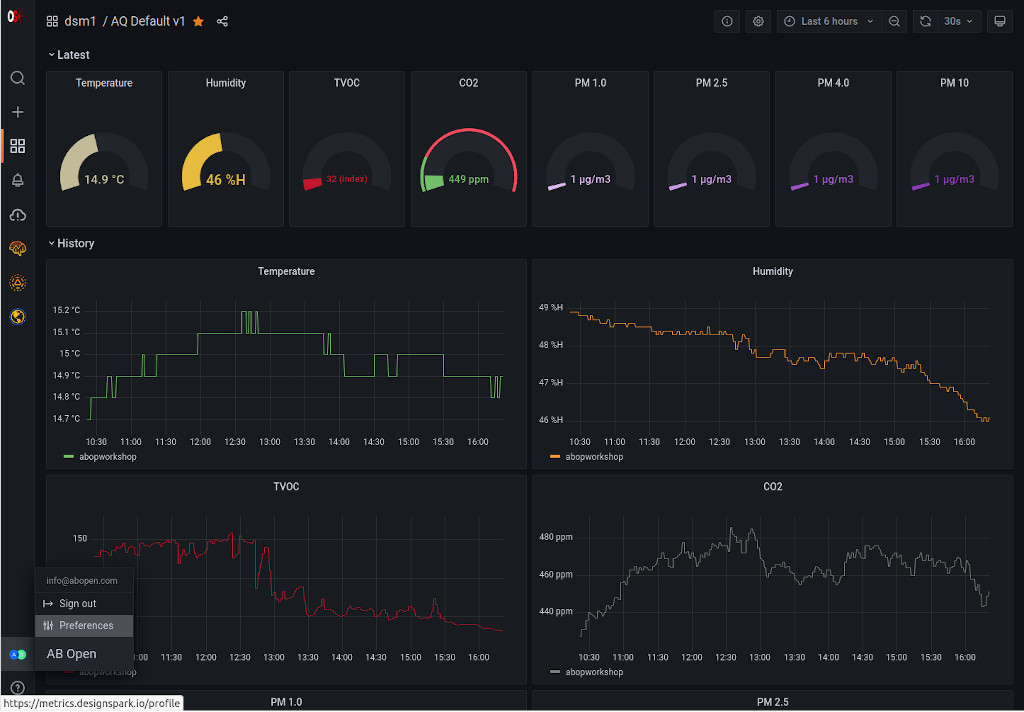 dsm1 / AQ Default v1
Last 6 hours
30s
Latest
Temperature
Humidity
TVOC
CO2
PM 1.0
PM 2.5
PM 4.0
PM 10
14.9 °C
46 %H
32 (Index)
449 ppm
1 μg/m3
1 μg/m3
1 μg/m3
1 μg/m3
History
Temperature
15.2 °C
15.1 °C
15 °C
14.9 °C
14.8 °C
14.7 °C
10:30 11:00 11:30 12:00 12:30 13:00 13:30 14:00 14:30 15:00 15:30 16:00
abopworkshop
Humidity
49 %H
48 %H
47 %H
46 %H
10:30 11:00 11:30 12:00 12:30 13:00 13:30 14:00 14:30 15:00 15:30 16:00
abopworkshop
TVOC
150
:00 11:30 12:00 12:30 13:00 13:30 14:00 14:30 15:00 15:30 16:00
abopworkshop
CO2
480 ppm
460 ppm
440 ppm
10:30 11:00 11:30 12:00 12:30 13:00 13:30 14:00 14:30 15:00 15:30 16:00
abopworkshop
info@abopen.com
Sign out
Preferences
AB Open
PM 1.0
PM 2.5
https://metrics.designspark.io/profile